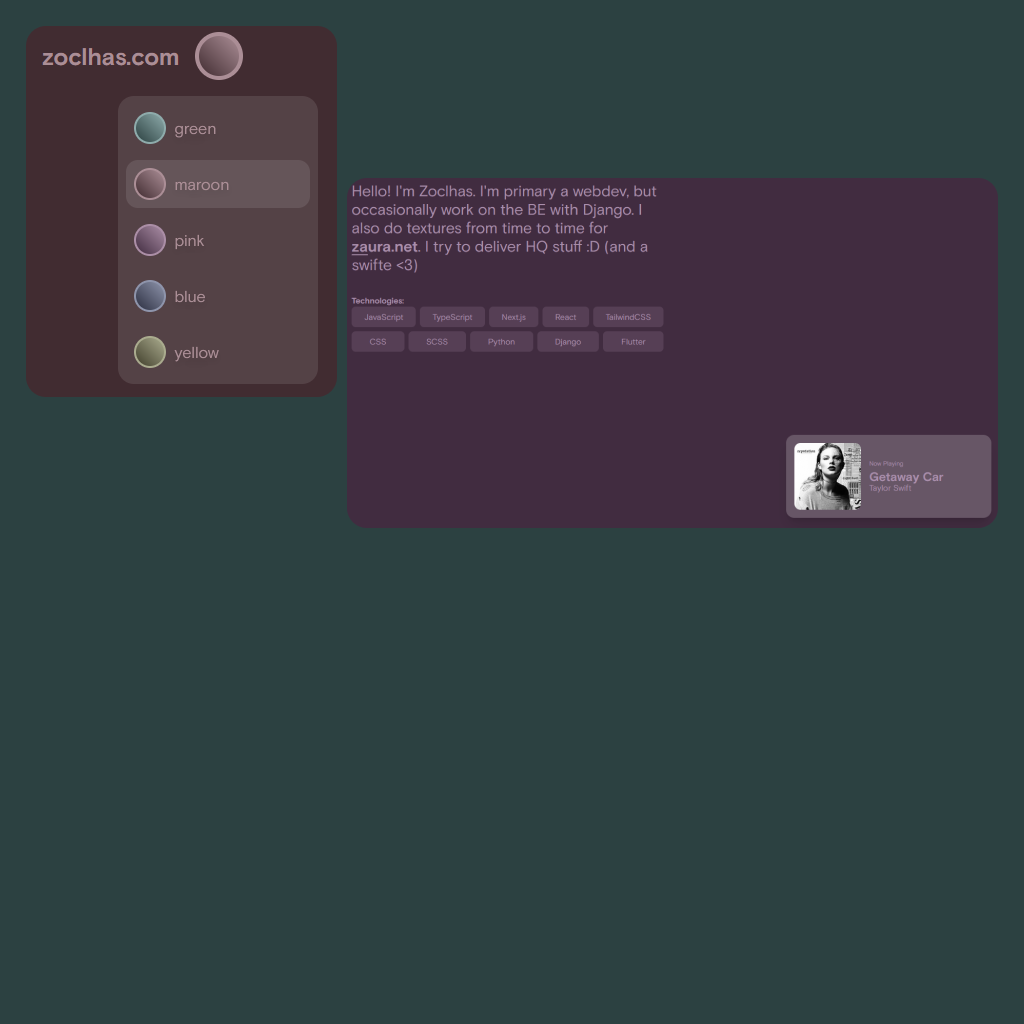 zoclhas.com
green
maroon
pink
blue
yellow
Hello! I'm Zoclhas. I'm primary a webdev, but
occasionally work on the BE with Django. I
also do textures from time to time for
zaura.net. I try to deliver HQ stuff :D (and a
swifte <3)
Technologies:
JavaScript TypeScript Next.js React TailwindCSS
CSS SCSS Python Django Flutter
reputation
Now Playing
Getaway Car
Taylor Swift